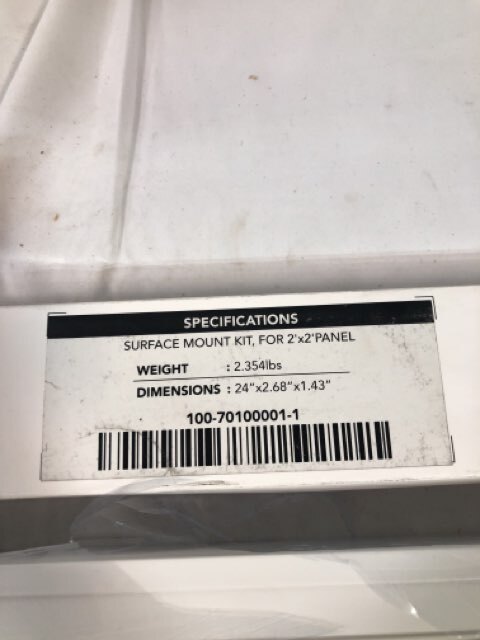 SPECIFICATIONS
SURFACE MOUNT KIT, FOR 2'x2'PANEL
WEIGHT : 2.354lbs
DIMENSIONS : 24"x2.68"x1.43"
100-70100001-1